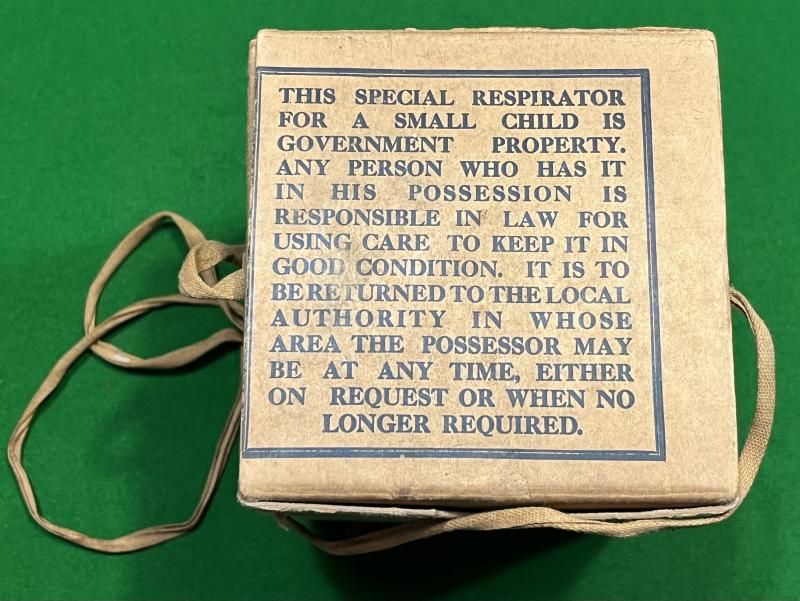 THIS SPECIAL RESPIRATOR
FOR A SMALL CHILD IS
GOVERNMENT PROPERTY.
ANY PERSON WHO HAS IT
IN HIS POSSESSION IS
RESPONSIBLE IN LAW FOR
USING CARE TO KEEP IT IN
GOOD CONDITION. IT IS TO
BE RETURNED TO THE LOCAL
AUTHORITY IN WHOSE
AREA THE POSSESSOR MAY
BE AT ANY TIME, EITHER
ON REQUEST OR WHEN NO
LONGER REQUIRED.